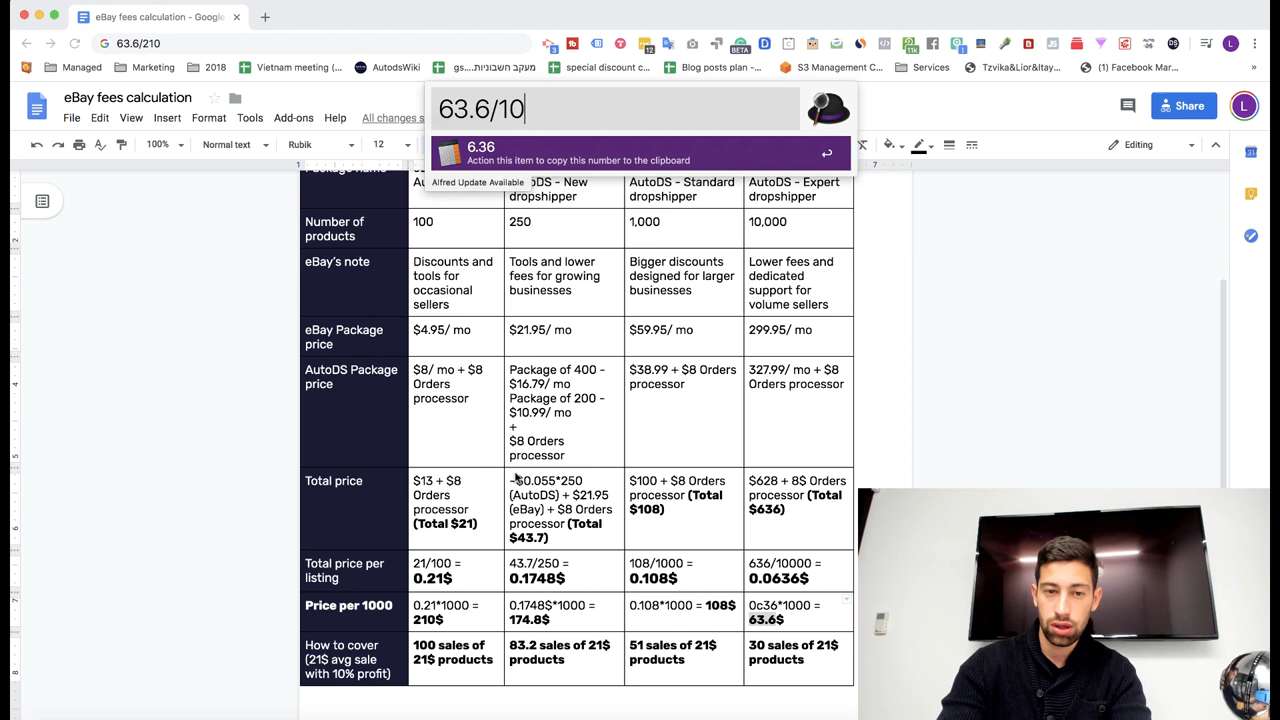 eBay fees calculation - Google
63.6/210
Managed
Marketing
2018
Vietnam meeting (...
AutodsWiki
gs....מעקב חשבוניות
special discount c...
Blog posts plan -...
S3 Management C...
Services
Tzvika&Lior&Itay...
(1) Facebook Mar...
eBay fees calculation
File Edit View Insert Format Tools Add-ons Help All changes s
Share
63.6/10
6.36
Action this item to copy this number to the clipboard
Alfred Update Available
100%
Normal text
Rubik
12
Editing
AutoDS - New dropshipper
AutoDS - Standard dropshipper
AutoDS - Expert dropshipper
Number of products
100
250
1,000
10,000
eBay's note
Discounts and tools for occasional sellers
Tools and lower fees for growing businesses
Bigger discounts designed for larger businesses
Lower fees and dedicated support for volume sellers
eBay Package price
$4.95/ mo
$21.95/ mo
$59.95/ mo
299.95/ mo
AutoDS Package price
$8/ mo + $8 Orders processor
Package of 400 - $16.79/ mo
Package of 200 - $10.99/ mo
+
$8 Orders processor
$38.99 + $8 Orders processor
327.99/ mo + $8 Orders processor
Total price
$13 + $8 Orders processor (Total $21)
~$0.055*250 (AutoDS) + $21.95 (eBay) + $8 Orders processor (Total $43.7)
$100 + $8 Orders processor (Total $108)
$628 + 8$ Orders processor (Total $636)
Total price per listing
21/100 = 0.21$
43.7/250 = 0.1748$
108/1000 = 0.108$
636/10000 = 0.0636$
Price per 1000
0.21*1000 = 210$
0.1748$*1000 = 174.8$
0.108*1000 = 108$
0c36*1000 = 63.6$
How to cover (21$ avg sale with 10% profit)
100 sales of 21$ products
83.2 sales of 21$ products
51 sales of 21$ products
30 sales of 21$ products